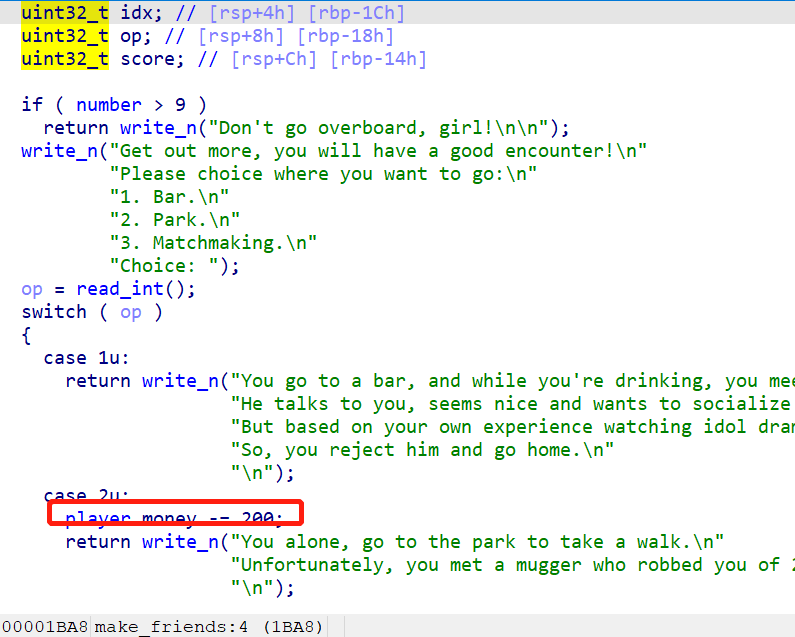 uint32_t idx; // [rsp+4h] [rbp-1Ch]
uint32_t op; // [rsp+8h] [rbp-18h]
uint32_t score; // [rsp+Ch] [rbp-14h]
if ( number > 9 )
return write_n("Don't go overboard, girl!\n\n");
write_n("Get out more, you will have a good encounter!\n"
"Please choice where you want to go:\n"
"1. Bar.\n"
"2. Park.\n"
"3. Matchmaking.\n"
"Choice: ");
op = read_int();
switch ( op )
{
case 1u:
return write_n("You go to a bar, and while you're drinking, you
"He talks to you, seems nice and wants to socialize
"But based on your own experience watching idol
"So, you reject him and go home.\n"
"\n");
case 2u:
player money -= 200;
return write_n("You alone, go to the park to take a walk.\n"
"Unfortunately, you met a mugger who robbed you of
"\n");
00001BA8 make_friends:4 (1BA8)